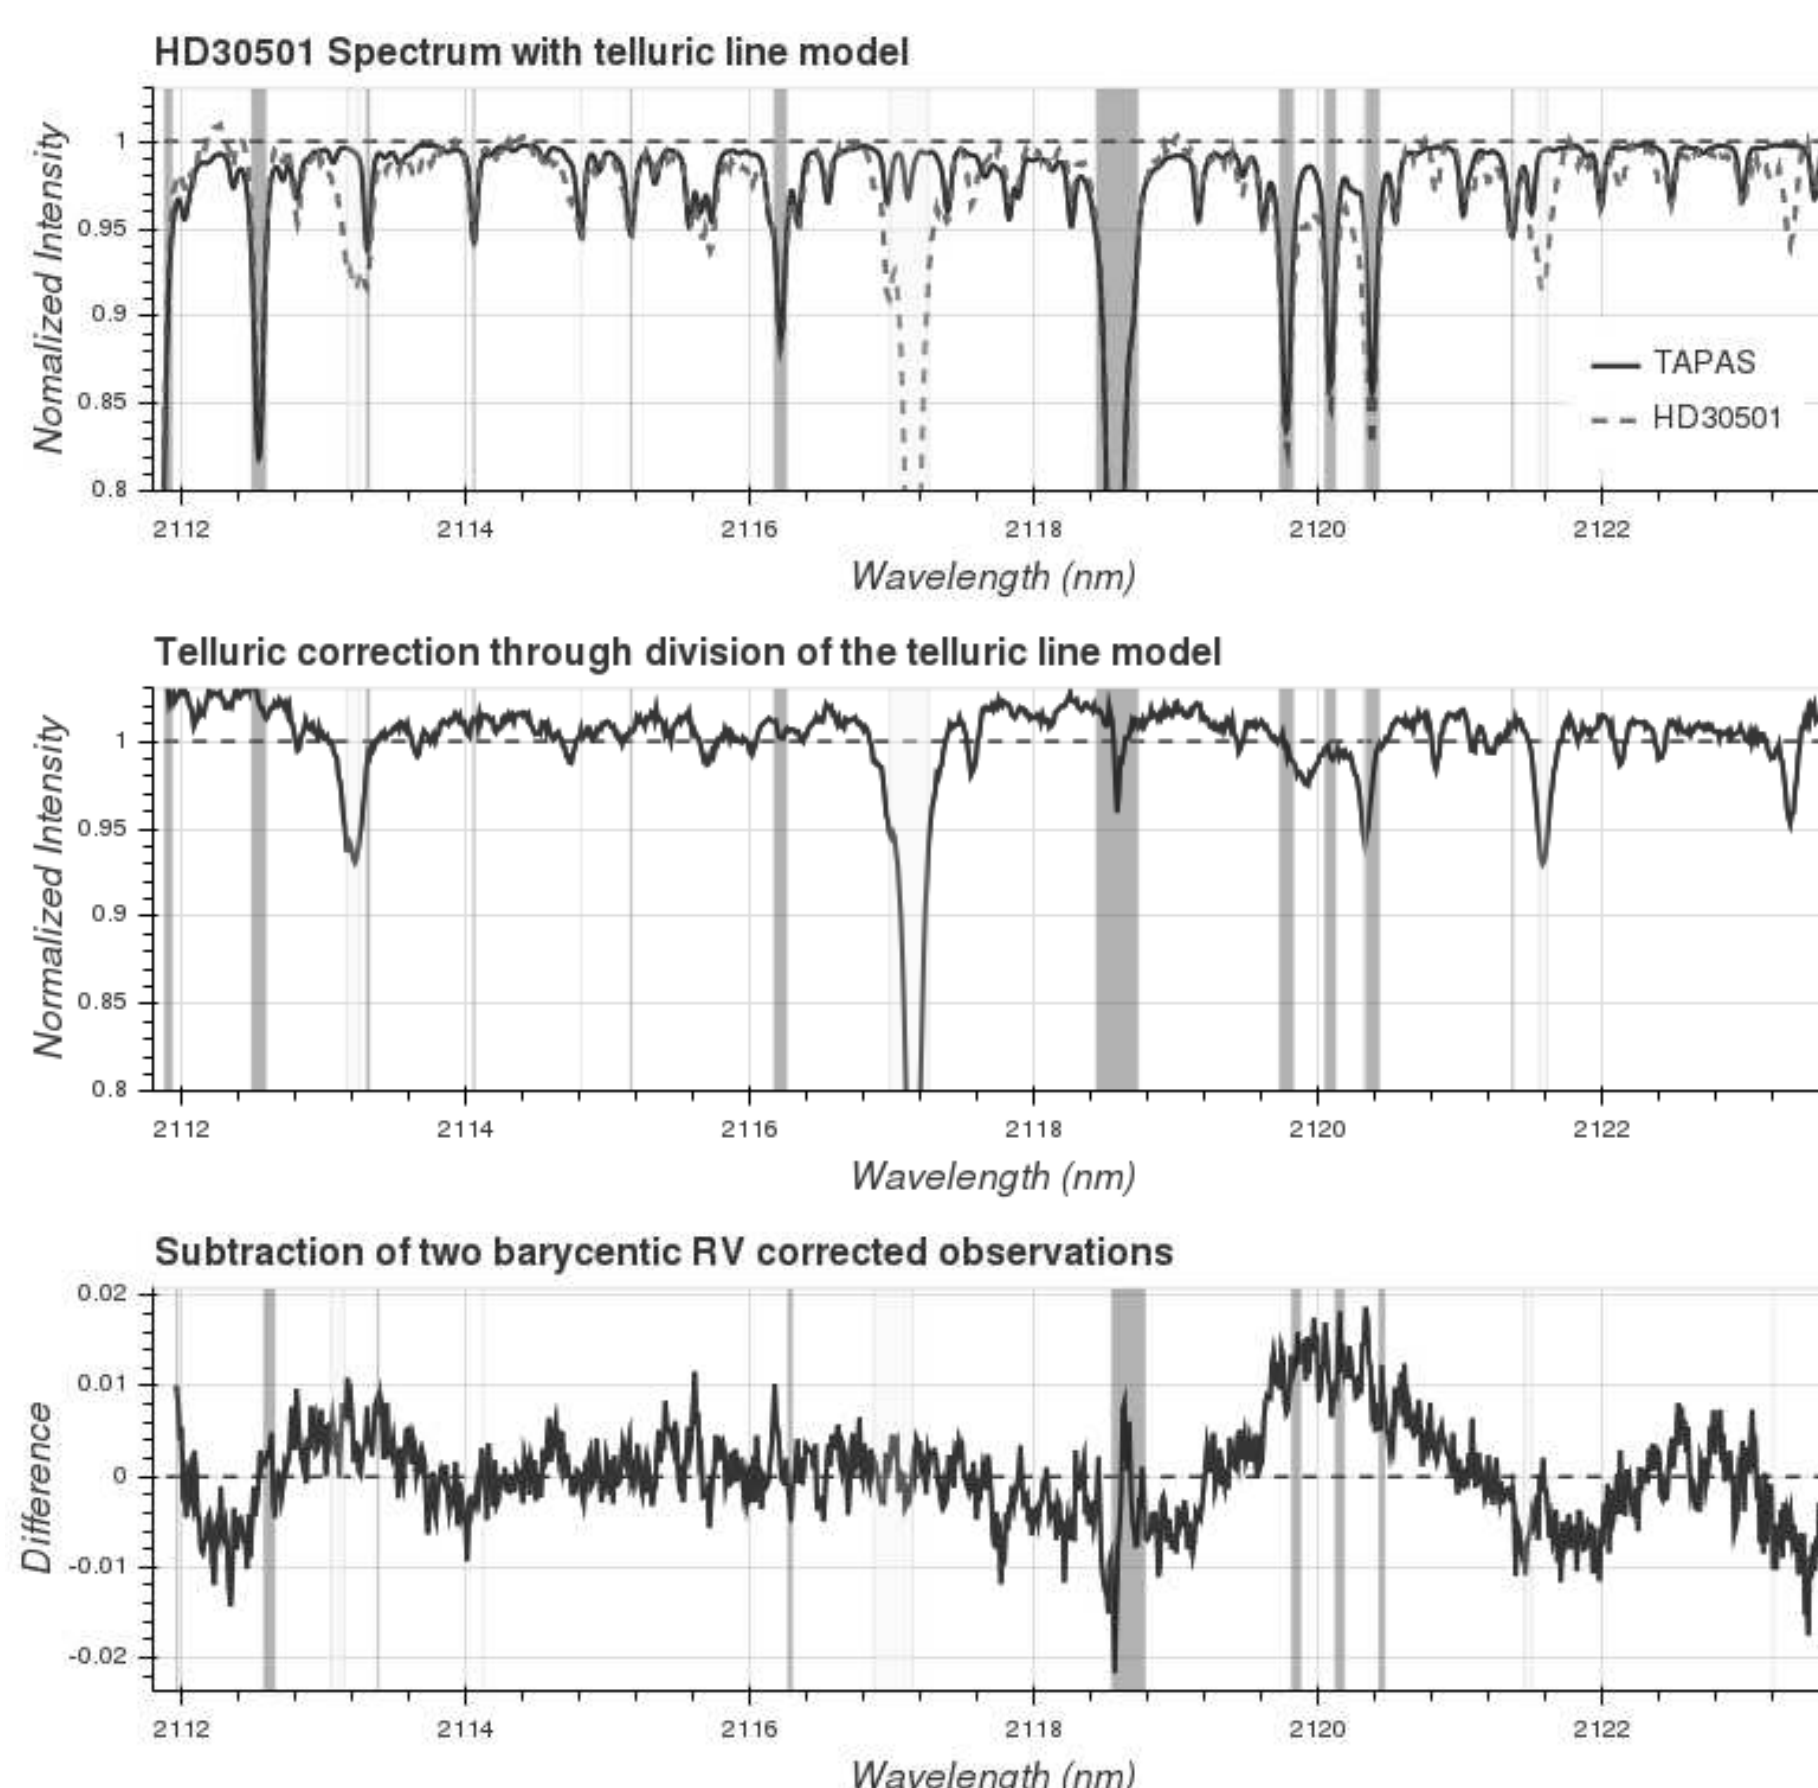 HD30501 Spectrum with telluric line model
Nomalized Intensity
1
0.95
0.9
0.85
0.8
TAPAS
HD30501
2112 2114 2116 2118 2120 2122
Wavelength (nm)
Telluric correction through division of the telluric line model
Normalized Intensity
1
0.95
0.9
0.85
0.8
2112 2114 2116 2118 2120 2122
Wavelength (nm)
Subtraction of two barycentic RV corrected observations
Difference
0.02
0.01
0
-0.01
-0.02
2112 2114 2116 2118 2120 2122
Wavelength (nm)